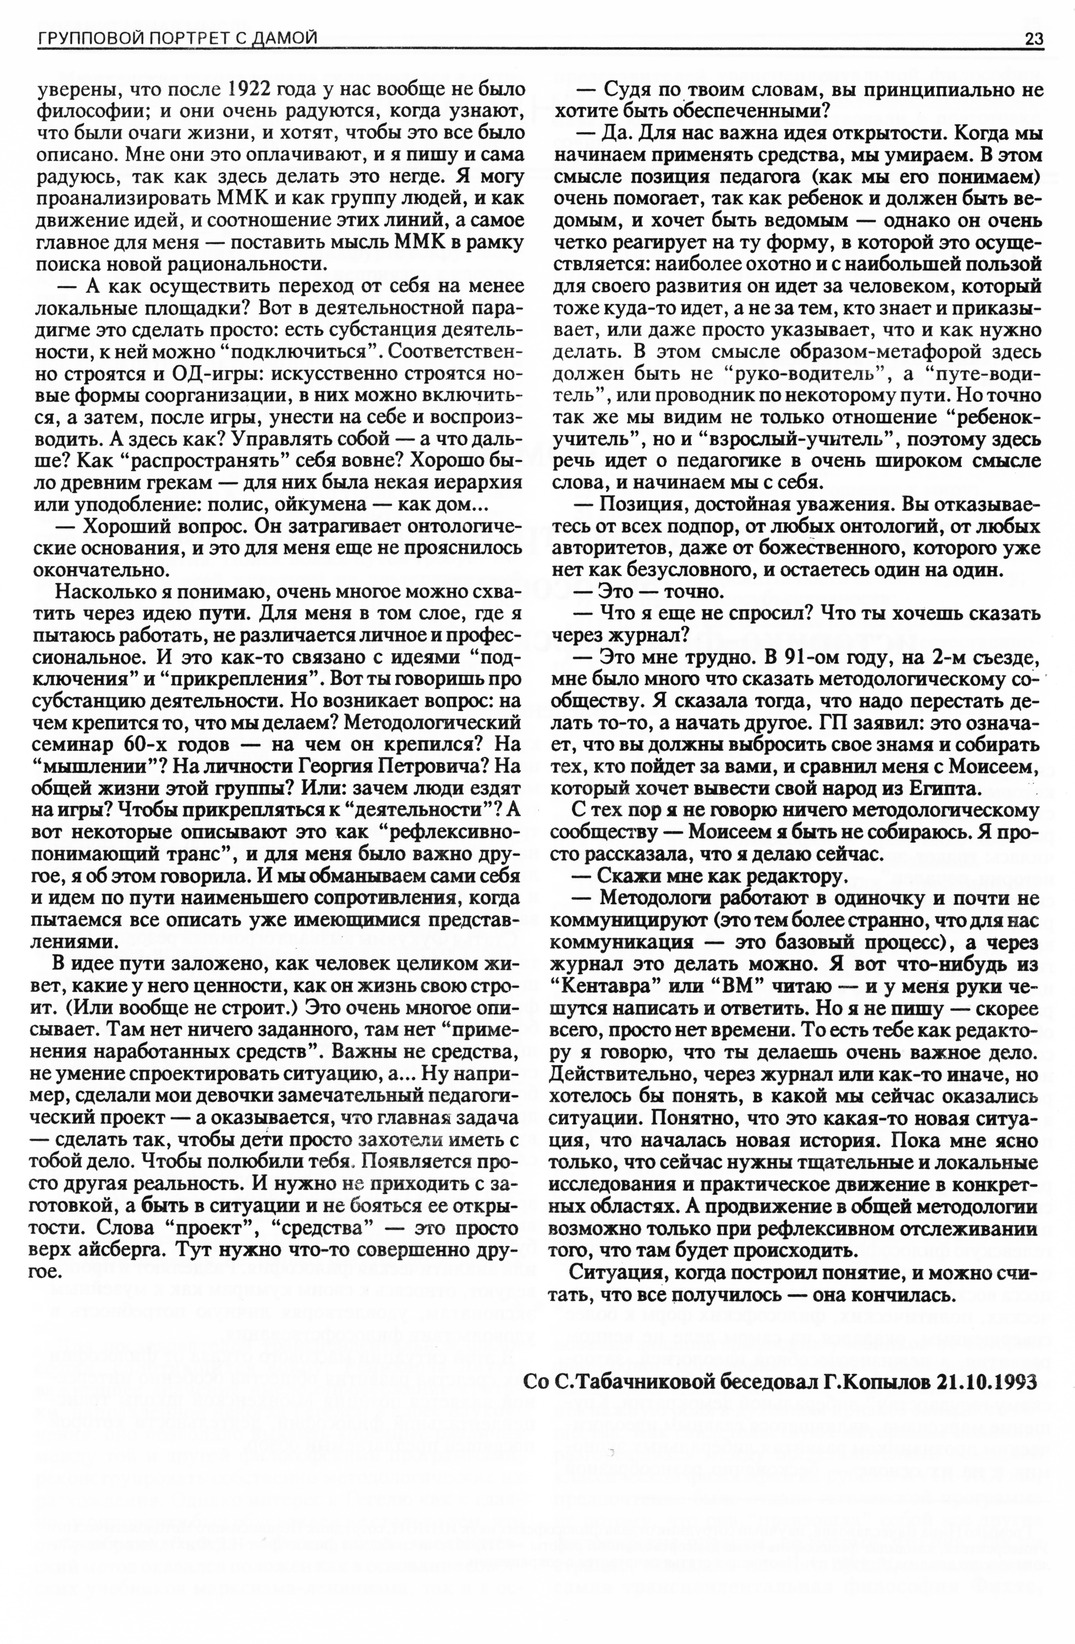 ГРУППОВОЙ ПОРТРЕТ С ДАМОЙ 23
уверены, что после 1922 года у нас вообще не было
философии; и они очень радуются, когда узнают,
что были очаги жизни, и хотят, чтобы это все было
описано. Мне они это оплачивают, и я пишу и сама
радуюсь, так как здесь делать это негде. Я могу
проанализировать ММК и как группу людей, и как
движение идей, и соотношение этих линий, а самое
главное для меня — поставить мысль ММК в рамку
поиска новой рациональности.
— А как осуществить переход от себя на менее
локальные площадки? Вот в деятельностной пара-
дигме это сделать просто: есть субстанция деятель-
ности, к ней можно “подключиться”. Соответствен-
но строятся и ОД-игры: искусственно строятся но-
вые формы соорганизации, в них можно включить-
ся, а затем, после игры, унести на себе и воспроиз-
водить. А здесь как? Управлять собой — а что даль-
ше? Как “распространять” себя вовне? Хорошо бы-
ло древним грекам — для них была некая иерархия
или уподобление: полис, ойкумена — как дом...
— Хороший вопрос. Он затрагивает онтологиче-
ские основания, и это для меня еще не прояснилось
окончательно.
Насколько я понимаю, очень многое можно схва-
тить через идею пути. Для меня в том слое, где я
пытаюсь работать, не различается личное и профес-
сиональное. И это как-то связано с идеями “под-
ключения” и “прикрепления”. Вот ты говоришь про
субстанцию деятельности. Но возникает вопрос: на
чем крепится то, что мы делаем? Методологический
семинар 60-х годов — на чем он крепился? На
“мышлении”? На личности Георгия Петровича? На
общей жизни этой группы? Или: зачем люди ездят
на игры? Чтобы прикрепляться к “деятельности”? А
вот некоторые описывают это как “рефлексивно-
понимающий транс”, и для меня было важно дру-
гое, я об этом говорила. И мы обманываем сами себя
и идем по пути наименьшего сопротивления, когда
пытаемся все описать уже имеющимися представ-
лениями.
В идее пути заложено, как человек целиком жи-
вет, какие у него ценности, как он жизнь свою стро-
ит. (Или вообще не строит.) Это очень многое опи-
сывает. Там нет ничего заданного, там нет “приме-
нения наработанных средств”. Важны не средства,
не умение спроектировать ситуацию, а... Ну напри-
мер, сделали мои девочки замечательный педагоги-
ческий проект — а оказывается, что главная задача
— сделать так, чтобы дети просто захотели иметь с
тобой дело. Чтобы полюбили тебя. Появляется про-
сто другая реальность. И нужно не приходить с за-
готовкой, а быть в ситуации и не бояться ее откры-
тости. Слова “проект”, “средства” — это просто
верх айсберга. Тут нужно что-то совершенно дру-
гое.
— Судя по твоим словам, вы принципиально не
хотите быть обеспеченными?
— Да. Для нас важна идея открытости. Когда мы
начинаем применять средства, мы умираем. В этом
смысле позиция педагога (как мы его понимаем)
очень помогает, так как ребенок и должен быть ве-
домым, и хочет быть ведомым — однако он очень
четко реагирует на ту форму, в которой это осуще-
ствляется: наиболее охотно и с наибольшей пользой
для своего развития он идет за человеком, который
тоже куда-то идет, а не за тем, кто знает и приказы-
вает, или даже просто указывает, что и как нужно
делать. В этом смысле образом-метафорой здесь
должен быть не “руко-водитель”, а “путе-води-
тель”, или проводник по некоторому пути. Но точно
так же мы видим не только отношение “ребенок-
учитель”, но и “взрослый-учитель”, поэтому здесь
речь идет о педагогике в очень широком смысле
слова, и начинаем мы с себя.
— Позиция, достойная уважения. Вы отказывае-
тесь от всех подпор, от любых онтологий, от любых
авторитетов, даже от божественного, которого уже
нет как безусловного, и остаетесь один на один.
— Это — точно.
— Что я еще не спросил? Что ты хочешь сказать
через журнал?
— Это мне трудно. В 91-ом году, на 2-м съезде,
мне было много что сказать методологическому со-
обществу. Я сказала тогда, что надо перестать де-
лать то-то, а начать другое. ГП заявил: это означа-
ет, что вы должны выбросить свое знамя и собирать
тех, кто пойдет за вами, и сравнил меня с Моисеем,
который хочет вывести свой народ из Египта.
С тех пор я не говорю ничего методологическому
сообществу — Моисеем я быть не собираюсь. Я про-
сто рассказала, что я делаю сейчас.
— Скажи мне как редактору.
— Методологи работают в одиночку и почти не
коммуницируют (это тем более странно, что для нас
коммуникация — это базовый процесс), а через
журнал это делать можно. Я вот что-нибудь из
“Кентавра” или “ВМ” читаю — и у меня руки че-
шутся написать и ответить. Но я не пишу — скорее
всего, просто нет времени. То есть тебе как редакто-
ру я говорю, что ты делаешь очень важное дело.
Действительно, через журнал или как-то иначе, но
хотелось бы понять, в какой мы сейчас оказались
ситуации. Понятно, что это какая-то новая ситуа-
ция, что началась новая история. Пока мне ясно
только, что сейчас нужны тщательные и локальные
исследования и практическое движение в конкрет-
ных областях. А продвижение в общей методологии
возможно только при рефлексивном отслеживании
того, что там будет происходить.
Ситуация, когда построил понятие, и можно счи-
тать, что все получилось — она кончилась.
Со С.Табачниковой беседовал Г.Копылов 21.10.1993